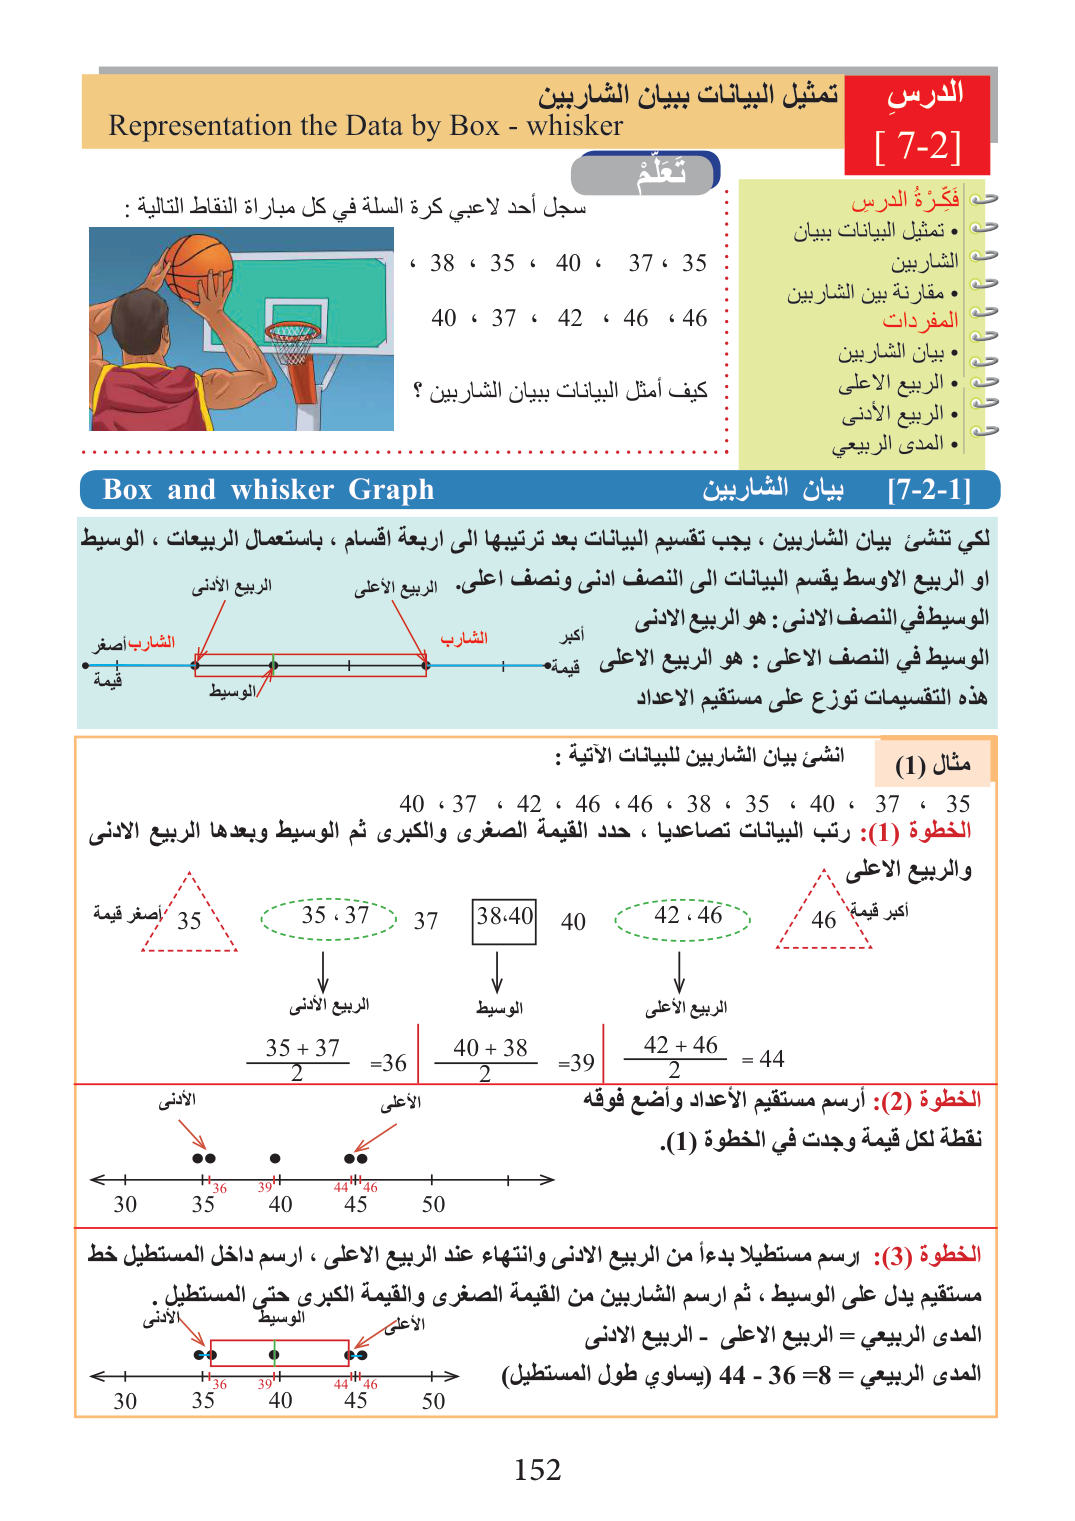 الدرسِ
[7-2]
تمثيل البيانات ببيان الشاربين
Representation the Data by Box - whisker
فَكِّـرْةُ الدرسِ
• تمثيل البيانات ببيان
الشاربين
• مقارنة بين الشاربين
المفردات
• بيان الشاربين
• الربيع الاعلى
• الربيع الأدنى
• المدى الربيعي
تَعَلَّمْ
سجل أحد لاعبي كرة السلة في كل مباراة النقاط التالية :
35 ، 37 ، 40 ، 35 ، 38 ،
46 ، 46 ، 42 ، 37 ، 40
كيف أمثل البيانات ببيان الشاربين ؟
[7-2-1] بيان الشاربين Box and whisker Graph
لكي تنشئ بيان الشاربين ، يجب تقسيم البيانات بعد ترتيبها الى اربعة اقسام ، باستعمال الربيعات ، الوسيط
او الربيع الاوسط يقسم البيانات الى النصف ادنى ونصف اعلى.
الوسيط في النصف الادنى : هو الربيع الادنى
الوسيط في النصف الاعلى : هو الربيع الاعلى
هذه التقسيمات توزع على مستقيم الاعداد
الربيع الأعلى الربيع الأدنى
أكبر
قيمة
الشارب
الشارب
أصغر
قيمة
الوسيط
مثال (1)
انشئ بيان الشاربين للبيانات الآتية :
35 ، 37 ، 40 ، 35 ، 38 ، 46 ، 46 ، 42 ، 37 ، 40
الخطوة (1): رتب البيانات تصاعديا ، حدد القيمة الصغرى والكبرى ثم الوسيط وبعدها الربيع الادنى
والربيع الاعلى
أصغر قيمة 35 35 ، 37 37 38،40 40 42 ، 46 46 أكبر قيمة
الربيع الأدنى الوسيط الربيع الأعلى
35 + 37 / 2 =36
40 + 38 / 2 =39
42 + 46 / 2 = 44
الخطوة (2): أرسم مستقيم الأعداد وأضع فوقه
نقطة لكل قيمة وجدت في الخطوة (1).
الأدنى الأعلى
36 39 44 46
30 35 40 45 50
الخطوة (3): ارسم مستطيلا بدءأ من الربيع الادنى وانتهاء عند الربيع الاعلى ، ارسم داخل المستطيل خط
مستقيم يدل على الوسيط ، ثم ارسم الشاربين من القيمة الصغرى والقيمة الكبرى حتى المستطيل .
المدى الربيعي = الربيع الاعلى - الربيع الادنى
المدى الربيعي = 8= 36 - 44 (يساوي طول المستطيل)
الأدنى الوسيط الأعلى
36 39 44 46
30 35 40 45 50
152